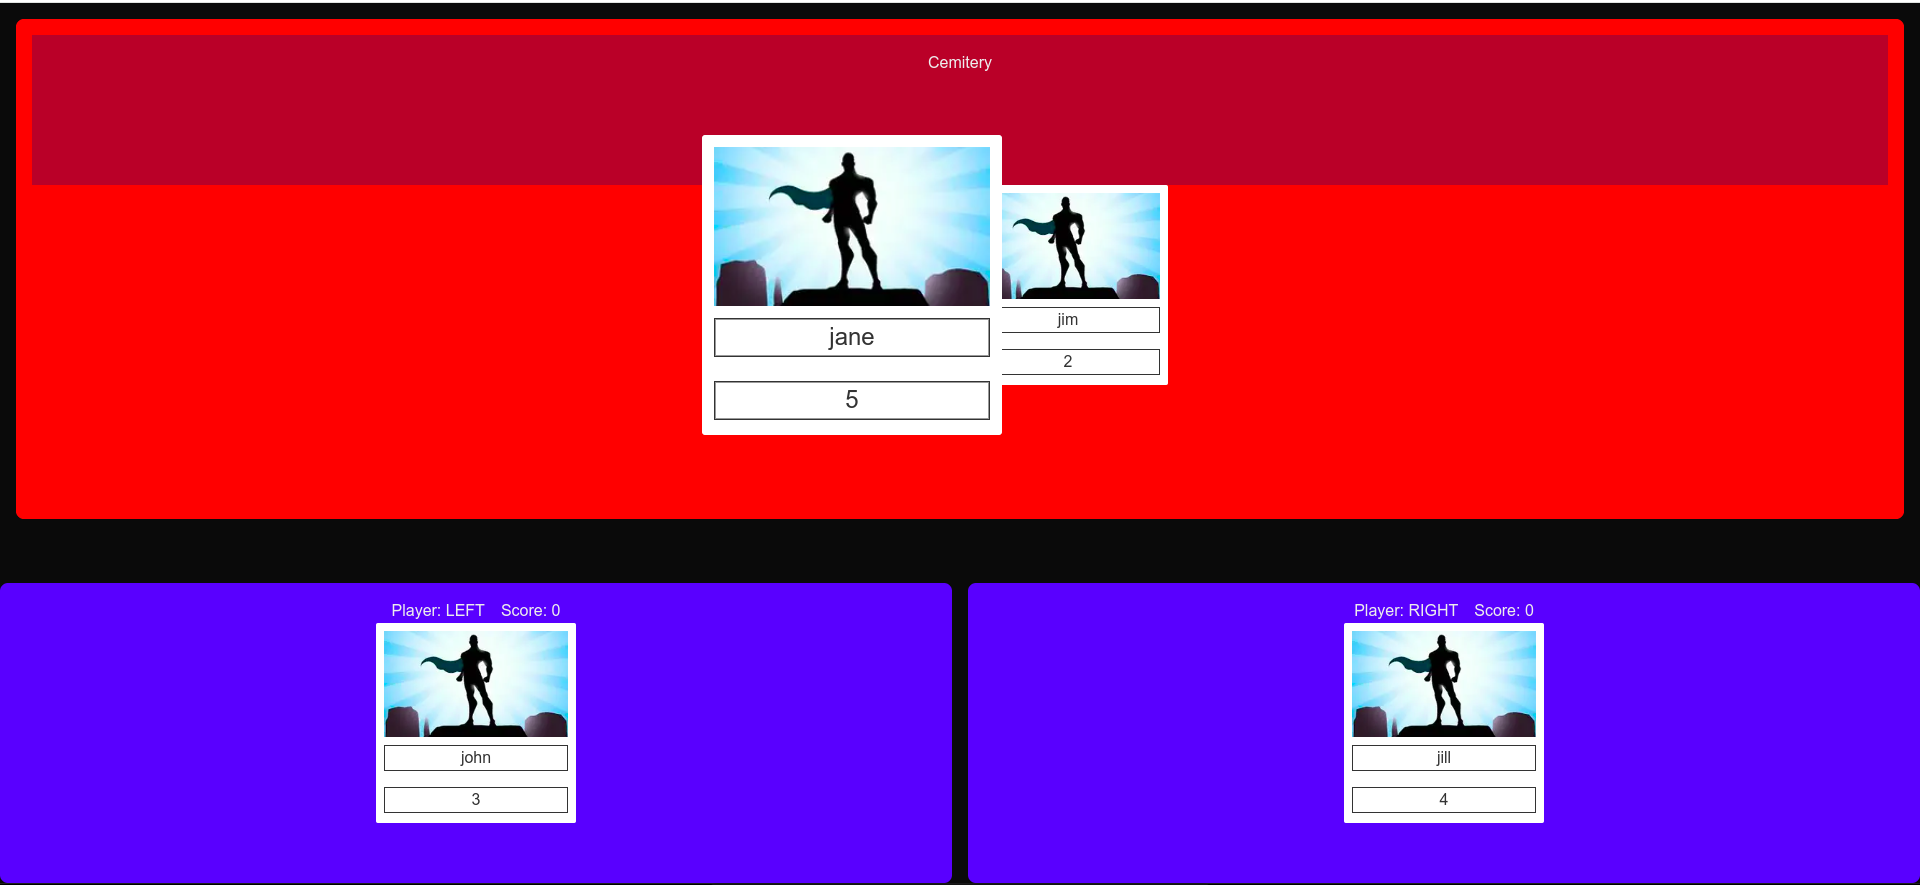 Cemitery
jane
5
jim
2
Player: LEFT Score: 0
john
3
Player: RIGHT Score: 0
jill
4